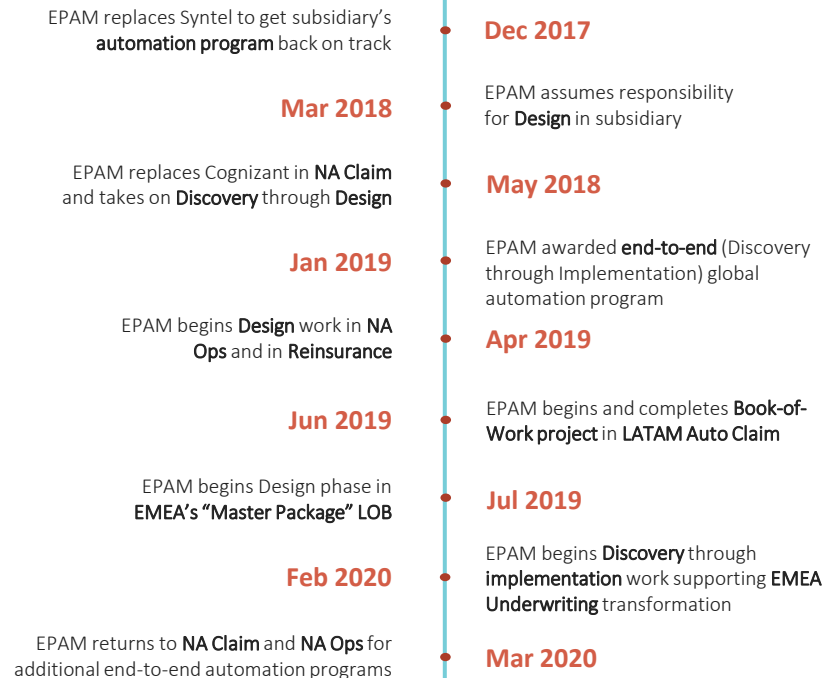 EPAM replaces Syntel to get subsidiary's
automation program back on track
Dec 2017
Mar 2018
EPAM assumes responsibility
for Design in subsidiary
EPAM replaces Cognizant in NA Claim
and takes on Discovery through Design
May 2018
Jan 2019
EPAM awarded end-to-end (Discovery
through Implementation) global
automation program
EPAM begins Design work in NA
Ops and in Reinsurance
Apr 2019
Jun 2019
EPAM begins and completes Book-of-
Work project in LATAM Auto Claim
EPAM begins Design phase in
EMEA's “Master Package” LOB
Jul 2019
Feb 2020
EPAM begins Discovery through
implementation work supporting EMEA
Underwriting transformation
EPAM returns to NA Claim and NA Ops for
additional end-to-end automation programs
Mar 2020